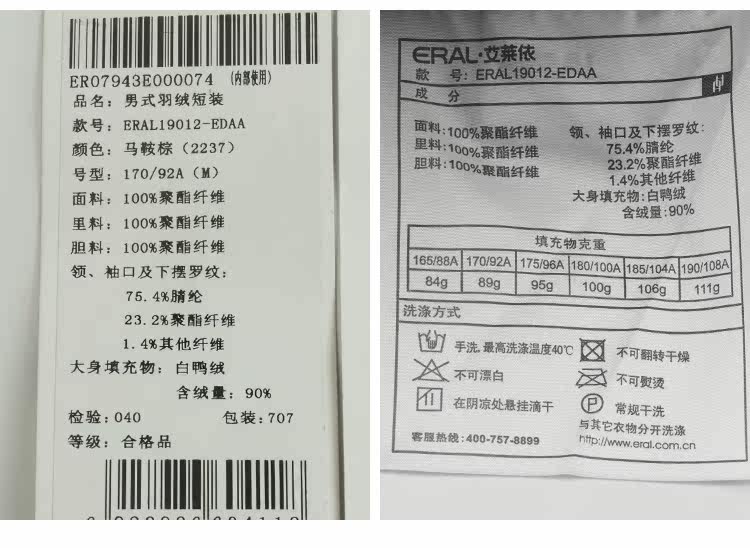 ER07943E000074 (内部使用)
品名: 男式羽绒短装
款号: ERAL19012-EDAA
颜色: 马鞍棕 (2237)
号型: 170/92A (M)
面料: 100%聚酯纤维
里料: 100%聚酯纤维
胆料: 100%聚酯纤维
领、袖口及下摆罗纹:
75.4%腈纶
23.2%聚酯纤维
1.4%其他纤维
大身填充物: 白鸭绒
含绒量: 90%
检验: 040 包装: 707
等级: 合格品
ERAL·艾莱依
款 号: ERAL19012-EDAA
成 分
面料:100%聚酯纤维
里料:100%聚酯纤维
胆料:100%聚酯纤维
领、袖口及下摆罗纹:
75.4%腈纶
23.2%聚酯纤维
1.4%其他纤维
大身填充物:白鸭绒
含绒量:90%
填充物克重
165/88A 170/92A 175/96A 180/100A 185/104A 190/108A
84g 89g 95g 100g 106g 111g
洗涤方式
手洗,最高洗涤温度40℃
不可漂白
在阴凉处悬挂滴干
不可翻转干燥
不可熨烫
P 常规干洗
与其它衣物分开洗涤
客服热线:400-757-8899
http://www.eral.com.cn